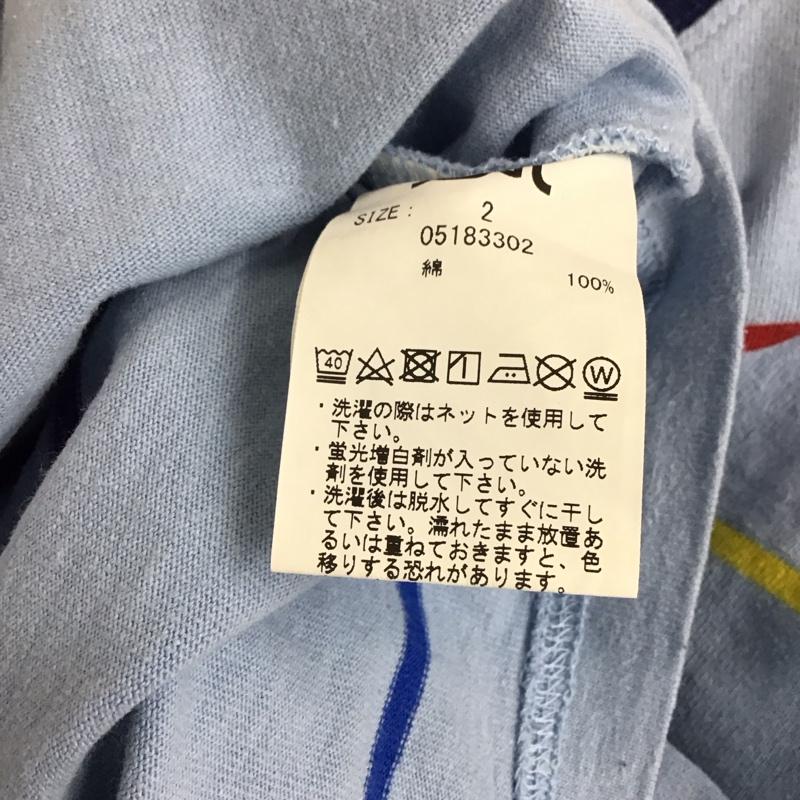 SIZE: 2
05183302
綿 100%
40
W
・洗濯の際はネットを使用して
下さい。
・蛍光増白剤が入っていない洗
剤を使用して下さい。
・洗濯後は脱水してすぐに干し
て下さい。濡れたまま放置あ
るいは重ねておきますと、色
移りする恐れがあります。